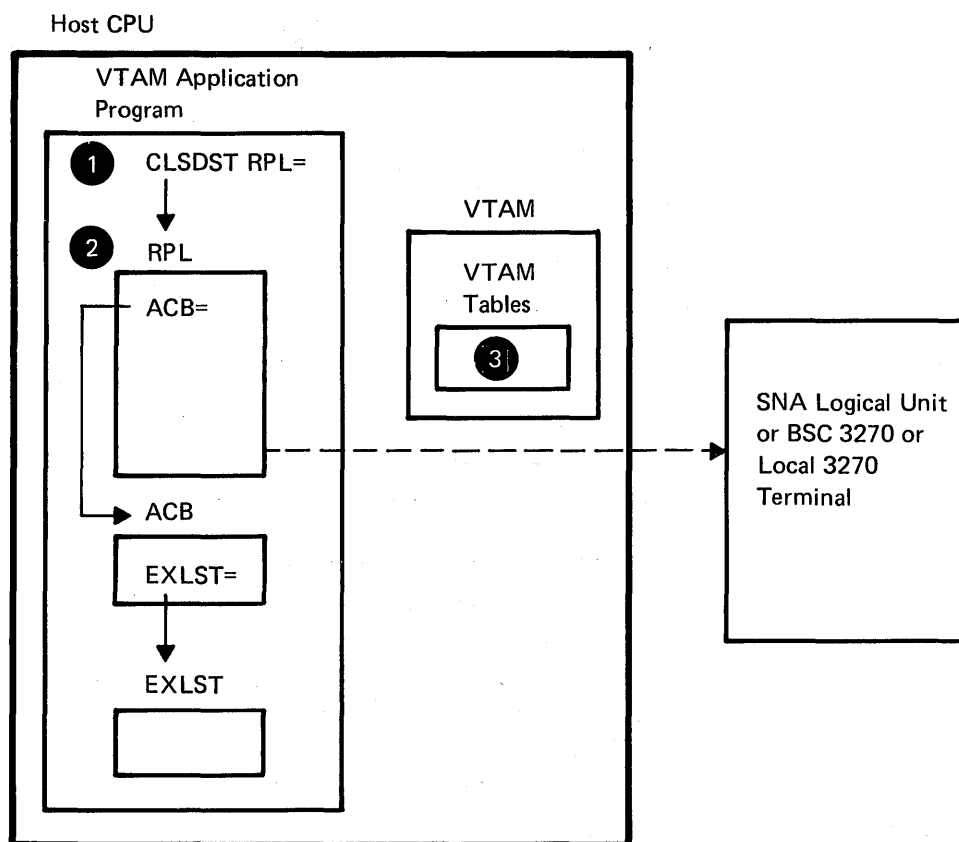 Host CPU
VTAM Application
Program
1 CLSDST RPL=
2 RPL
ACB=
ACB
EXLST=
EXLST
VTAM
VTAM
Tables
3
SNA Logical Unit
or BSC 3270 or
Local 3270
Terminal